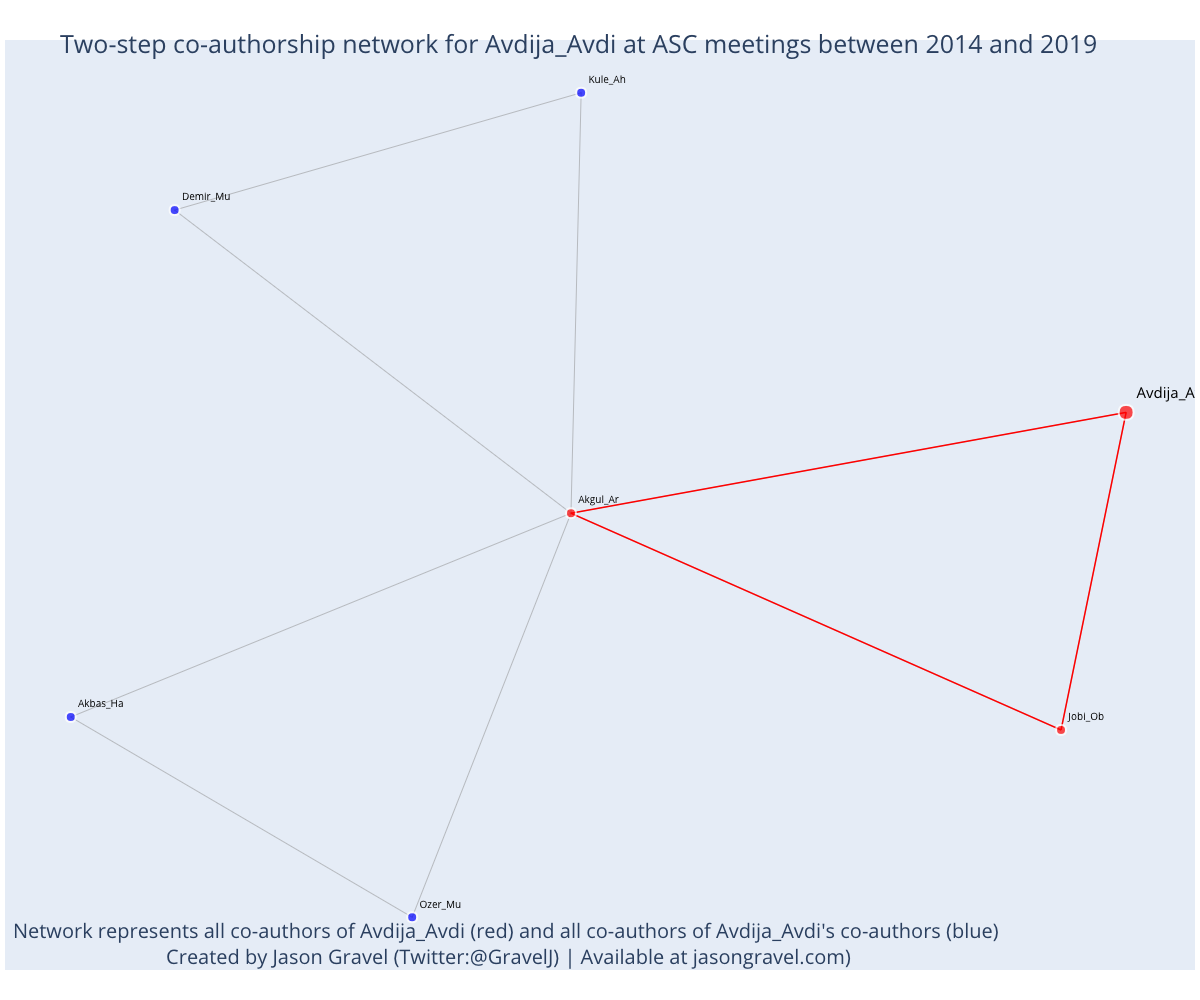 Two-step co-authorship network for Avdija_Avdi at ASC meetings between 2014 and 2019
Kule_Ah
Demir_Mu
Avdija_A
Akgul_Ar
Akbas_Ha
Jobi_Ob
Ozer_Mu
Network represents all co-authors of Avdija_Avdi (red) and all co-authors of Avdija_Avdi's co-authors (blue)
Created by Jason Gravel (Twitter:@GravelJ) | Available at jasongravel.com)